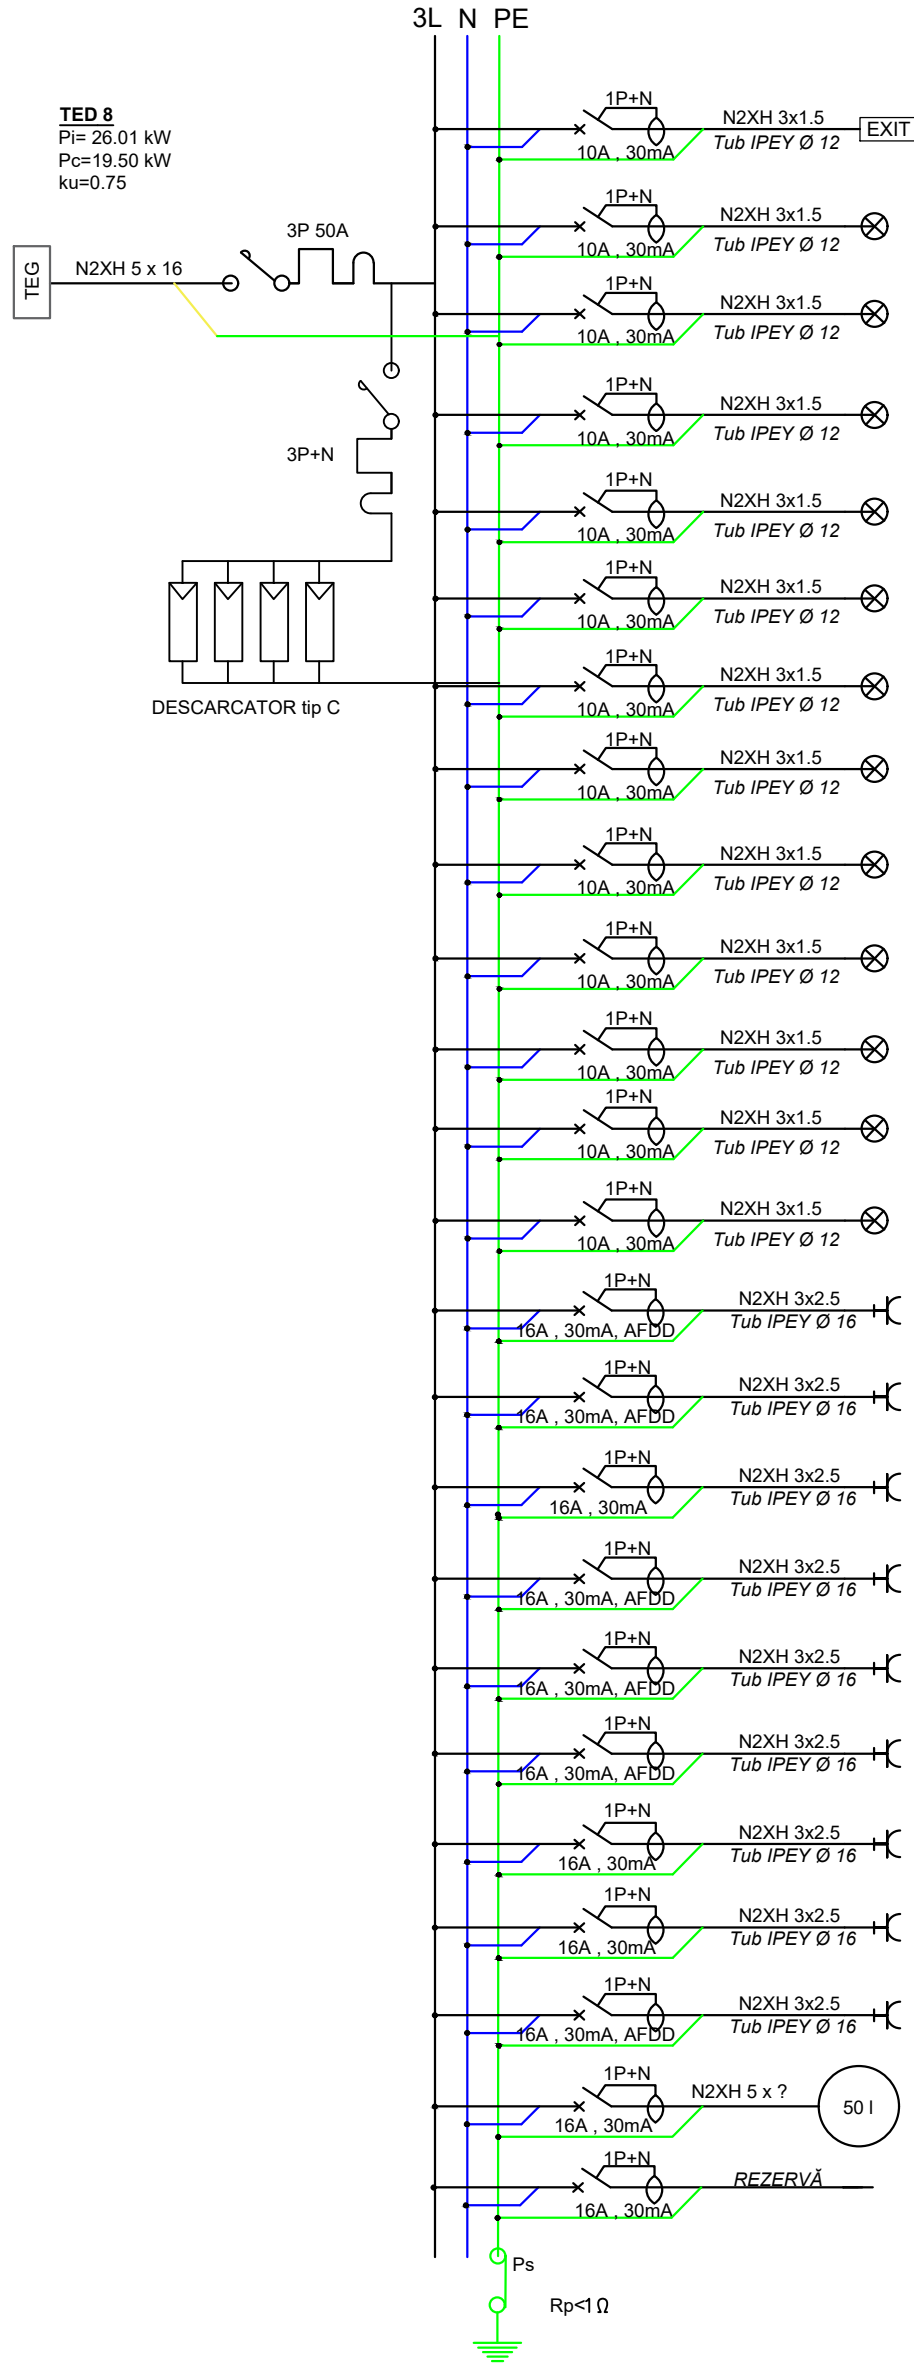 3L N PE
TED 8
Pi= 26.01 kW
Pc=19.50 kW
ku=0.75
TEG
N2XH 5 x 16
3P 50A
3P+N
DESCARCATOR tip C
1P+N
10A , 30mA
N2XH 3x1.5
Tub IPEY Ø 12
EXIT
1P+N
10A , 30mA
N2XH 3x1.5
Tub IPEY Ø 12
1P+N
10A , 30mA
N2XH 3x1.5
Tub IPEY Ø 12
1P+N
10A , 30mA
N2XH 3x1.5
Tub IPEY Ø 12
1P+N
10A , 30mA
N2XH 3x1.5
Tub IPEY Ø 12
1P+N
10A , 30mA
N2XH 3x1.5
Tub IPEY Ø 12
1P+N
10A , 30mA
N2XH 3x1.5
Tub IPEY Ø 12
1P+N
10A , 30mA
N2XH 3x1.5
Tub IPEY Ø 12
1P+N
10A , 30mA
N2XH 3x1.5
Tub IPEY Ø 12
1P+N
10A , 30mA
N2XH 3x1.5
Tub IPEY Ø 12
1P+N
10A , 30mA
N2XH 3x1.5
Tub IPEY Ø 12
1P+N
10A , 30mA
N2XH 3x1.5
Tub IPEY Ø 12
1P+N
10A , 30mA
N2XH 3x1.5
Tub IPEY Ø 12
1P+N
16A , 30mA, AFDD
N2XH 3x2.5
Tub IPEY Ø 16
1P+N
16A , 30mA, AFDD
N2XH 3x2.5
Tub IPEY Ø 16
1P+N
16A , 30mA
N2XH 3x2.5
Tub IPEY Ø 16
1P+N
16A , 30mA, AFDD
N2XH 3x2.5
Tub IPEY Ø 16
1P+N
16A , 30mA, AFDD
N2XH 3x2.5
Tub IPEY Ø 16
1P+N
16A , 30mA, AFDD
N2XH 3x2.5
Tub IPEY Ø 16
1P+N
16A , 30mA
N2XH 3x2.5
Tub IPEY Ø 16
1P+N
16A , 30mA
N2XH 3x2.5
Tub IPEY Ø 16
1P+N
16A , 30mA, AFDD
N2XH 3x2.5
Tub IPEY Ø 16
1P+N
16A , 30mA
N2XH 5 x ?
50 l
1P+N
16A , 30mA
REZERVĂ
Ps
Rp<1Ω